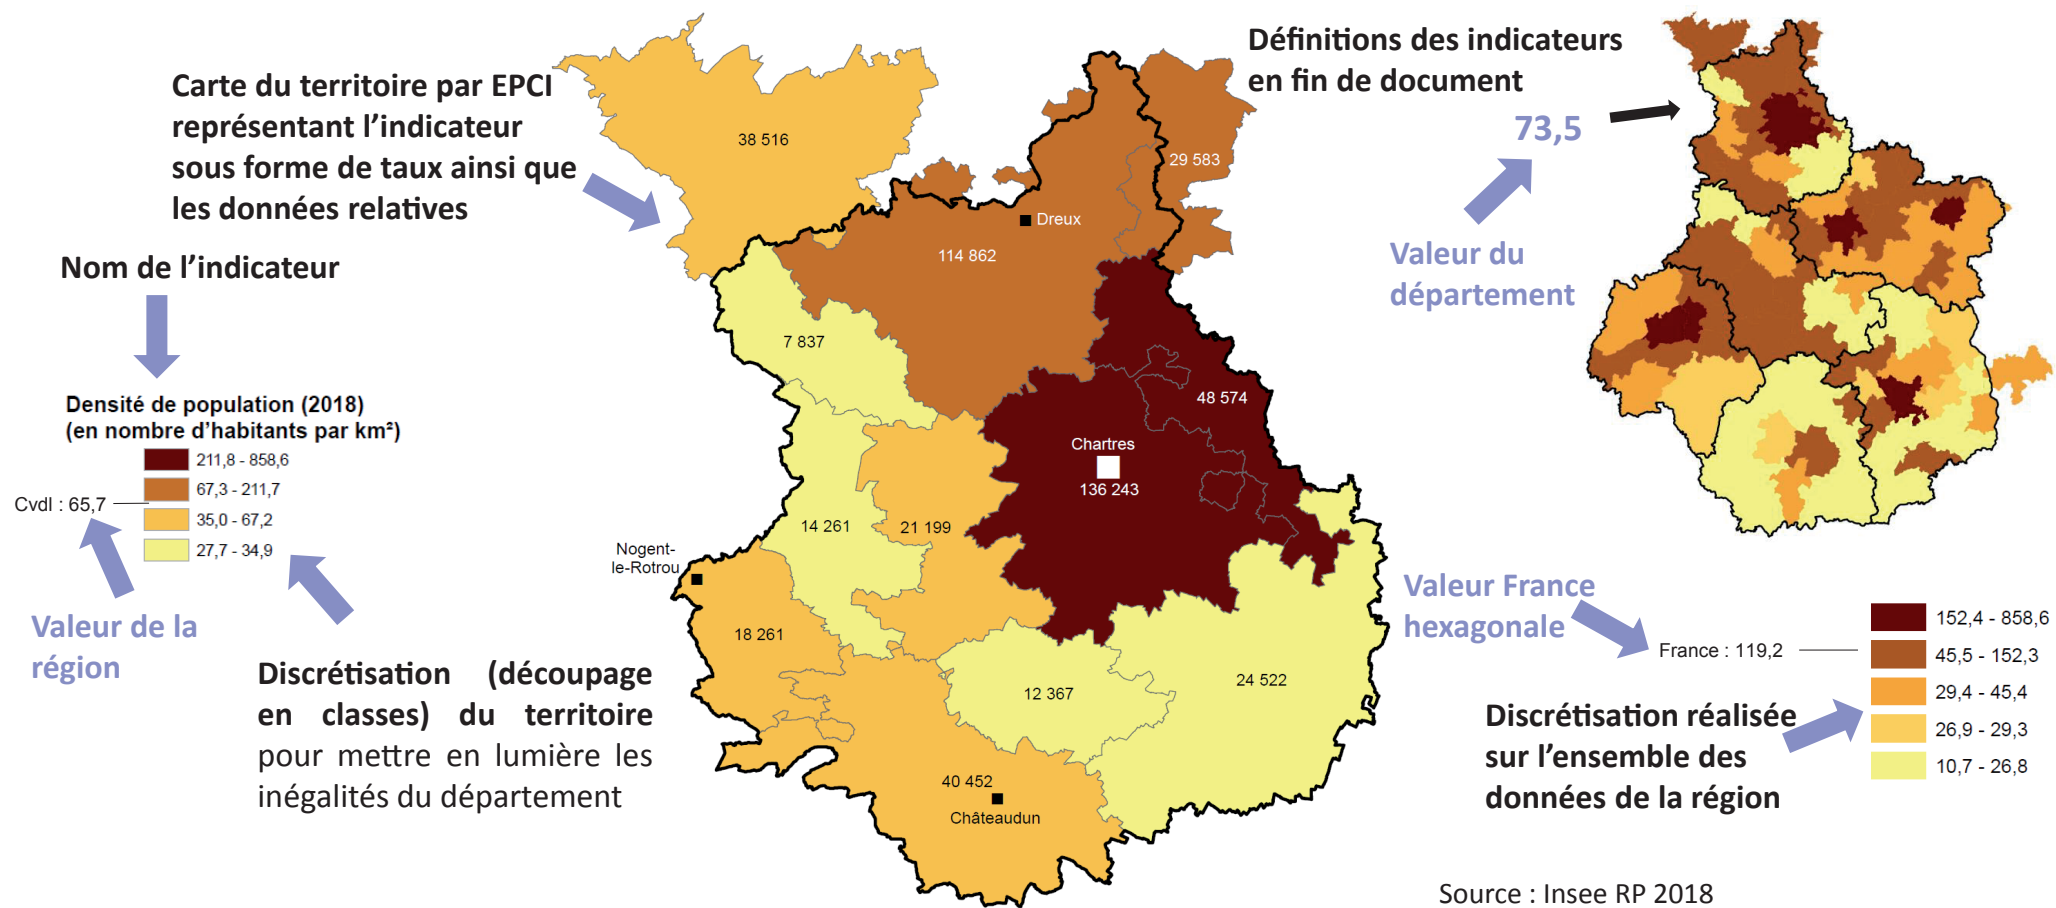 Carte du territoire par EPCI
représentant l'indicateur
sous forme de taux ainsi que
les données relatives
Nom de l'indicateur
Densité de population (2018)
(en nombre d'habitants par km²)
211,8 - 858,6
67,3 - 211,7
Cvdl : 65,7
35,0 - 67,2
27,7 - 34,9
Valeur de la
région
Discrétisation (découpage
en classes) du territoire
pour mettre en lumière les
inégalités du département
38 516
29 583
Dreux
114 862
7 837
48 574
Chartres
136 243
14 261
21 199
Nogent-
le-Rotrou
18 261
12 367
24 522
40 452
Châteaudun
Définitions des indicateurs
en fin de document
73,5
Valeur du
département
Valeur France
hexagonale
France : 119,2
152,4 - 858,6
45,5 - 152,3
29,4 - 45,4
26,9 - 29,3
10,7 - 26,8
Discrétisation réalisée
sur l'ensemble des
données de la région
Source : Insee RP 2018